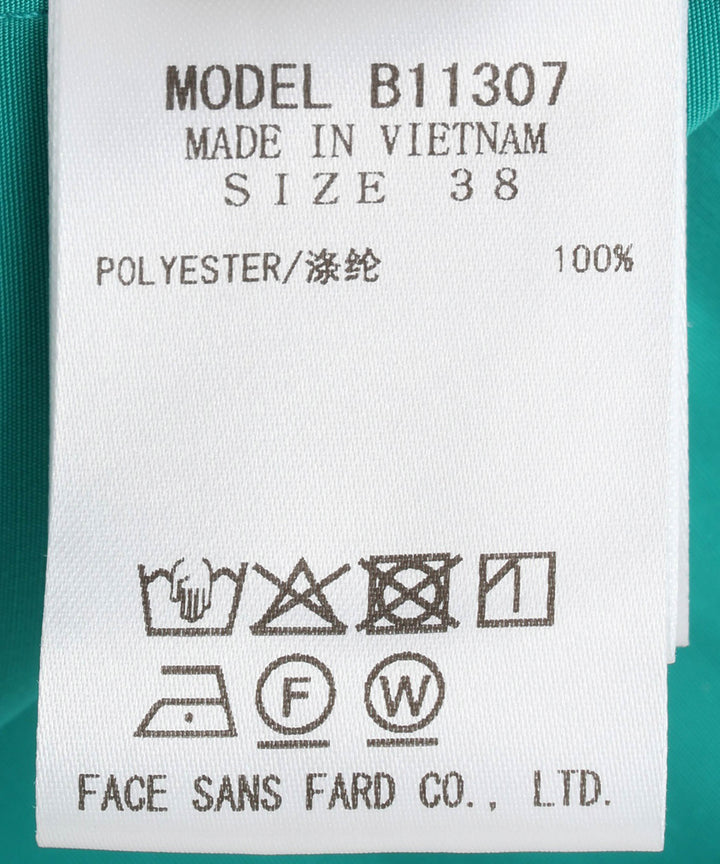 MODEL B11307
MADE IN VIETNAM
SIZE 38
POLYESTER/涤纶 100%
F W
FACE SANS FARD CO., LTD.